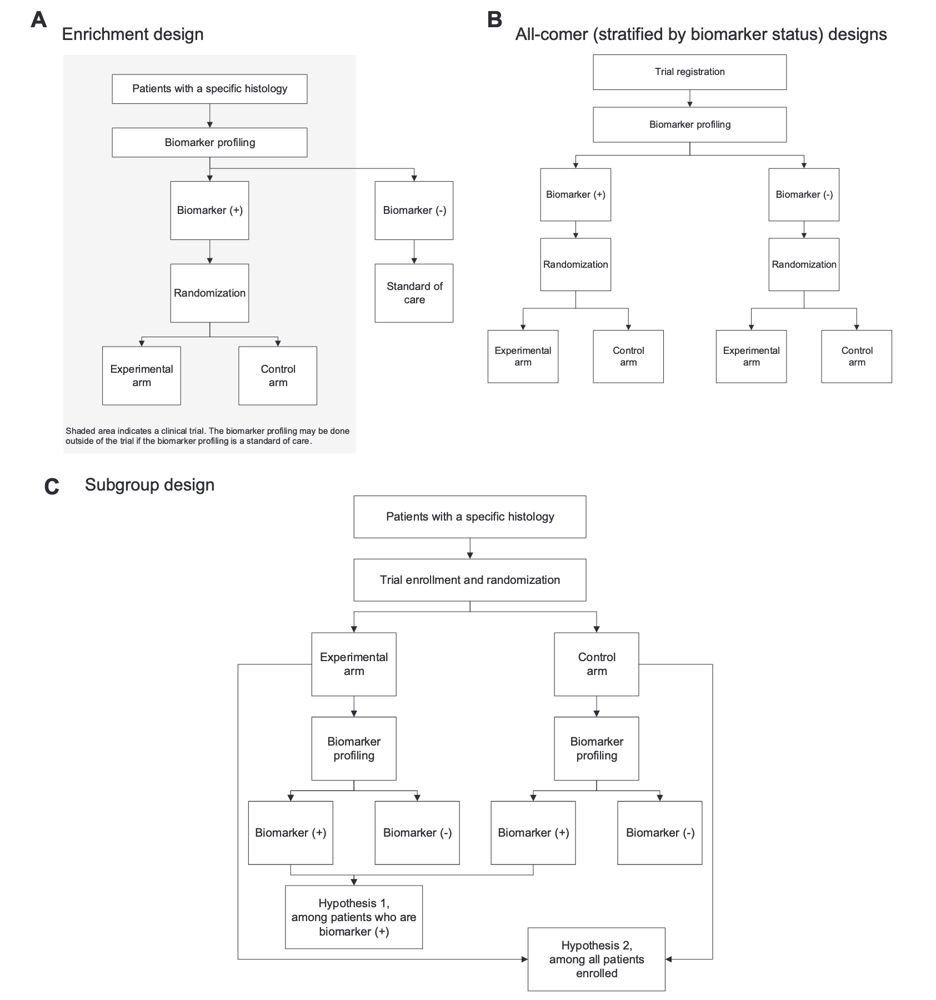 A
Enrichment design
Patients with a specific histology
Biomarker profiling
Biomarker (+)
Biomarker (-)
Randomization
Standard of
care
Experimental
arm
Control
arm
Shaded area indicates a clinical trial. The biomarker profiling may be done
outside of the trial if the biomarker profiling is a standard of care.
B
All-comer (stratified by biomarker status) designs
Trial registration
Biomarker profiling
Biomarker (+)
Biomarker (-)
Randomization
Randomization
Experimental
arm
Control
arm
Experimental
arm
Control
arm
C
Subgroup design
Patients with a specific histology
Trial enrollment and randomization
Experimental
arm
Control
arm
Biomarker
profiling
Biomarker
profiling
Biomarker (+)
Biomarker (-)
Biomarker (+)
Biomarker (-)
Hypothesis 1,
among patients who are
biomarker (+)
Hypothesis 2,
among all patients
enrolled